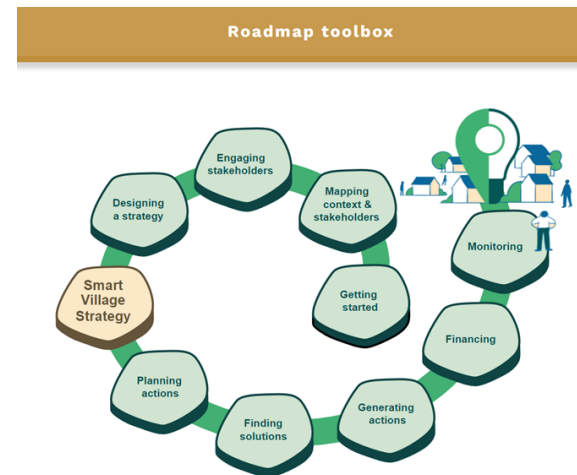 Roadmap toolbox
Engaging
stakeholders
Mapping
context &
stakeholders
Designing
a strategy
Getting
started
Monitoring
Smart
Village
Strategy
Financing
Planning
actions
Generating
actions
Finding
solutions